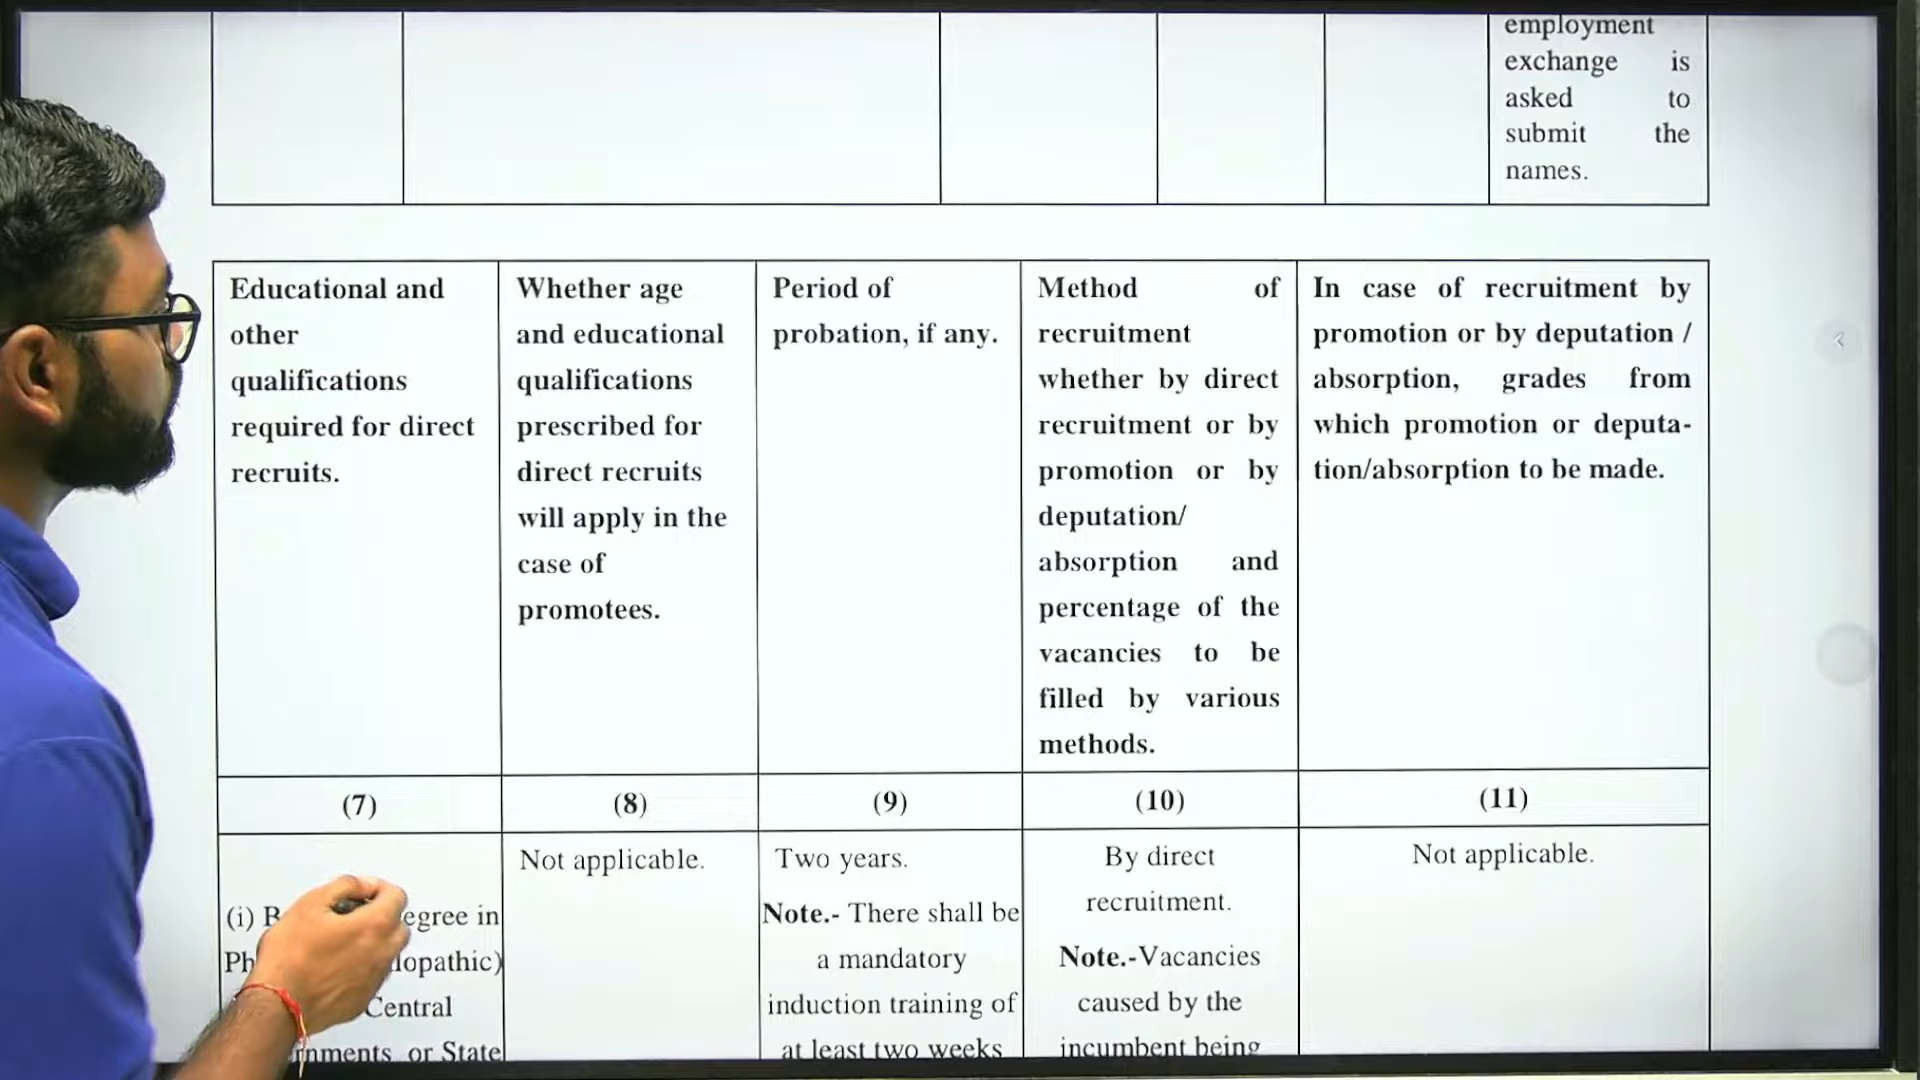 employment
exchange is
asked to
submit the
names.
Educational and
other
qualifications
required for direct
recruits.
Whether age
and educational
qualifications
prescribed for
direct recruits
will apply in the
case of
promotees.
Period of
probation, if any.
Method of
recruitment
whether by direct
recruitment or by
promotion or by
deputation/
absorption and
percentage of the
vacancies to be
filled by various
methods.
In case of recruitment by
promotion or by deputation /
absorption, grades from
which promotion or deputa-
tion/absorption to be made.
(7)
(8)
(9)
(10)
(11)
(i) in
Central
or State
Not applicable.
Two years.
Note.- There shall be
a mandatory
induction training of
at least two weeks
By direct
recruitment.
Note.-Vacancies
caused by the
incumbent being
Not applicable.